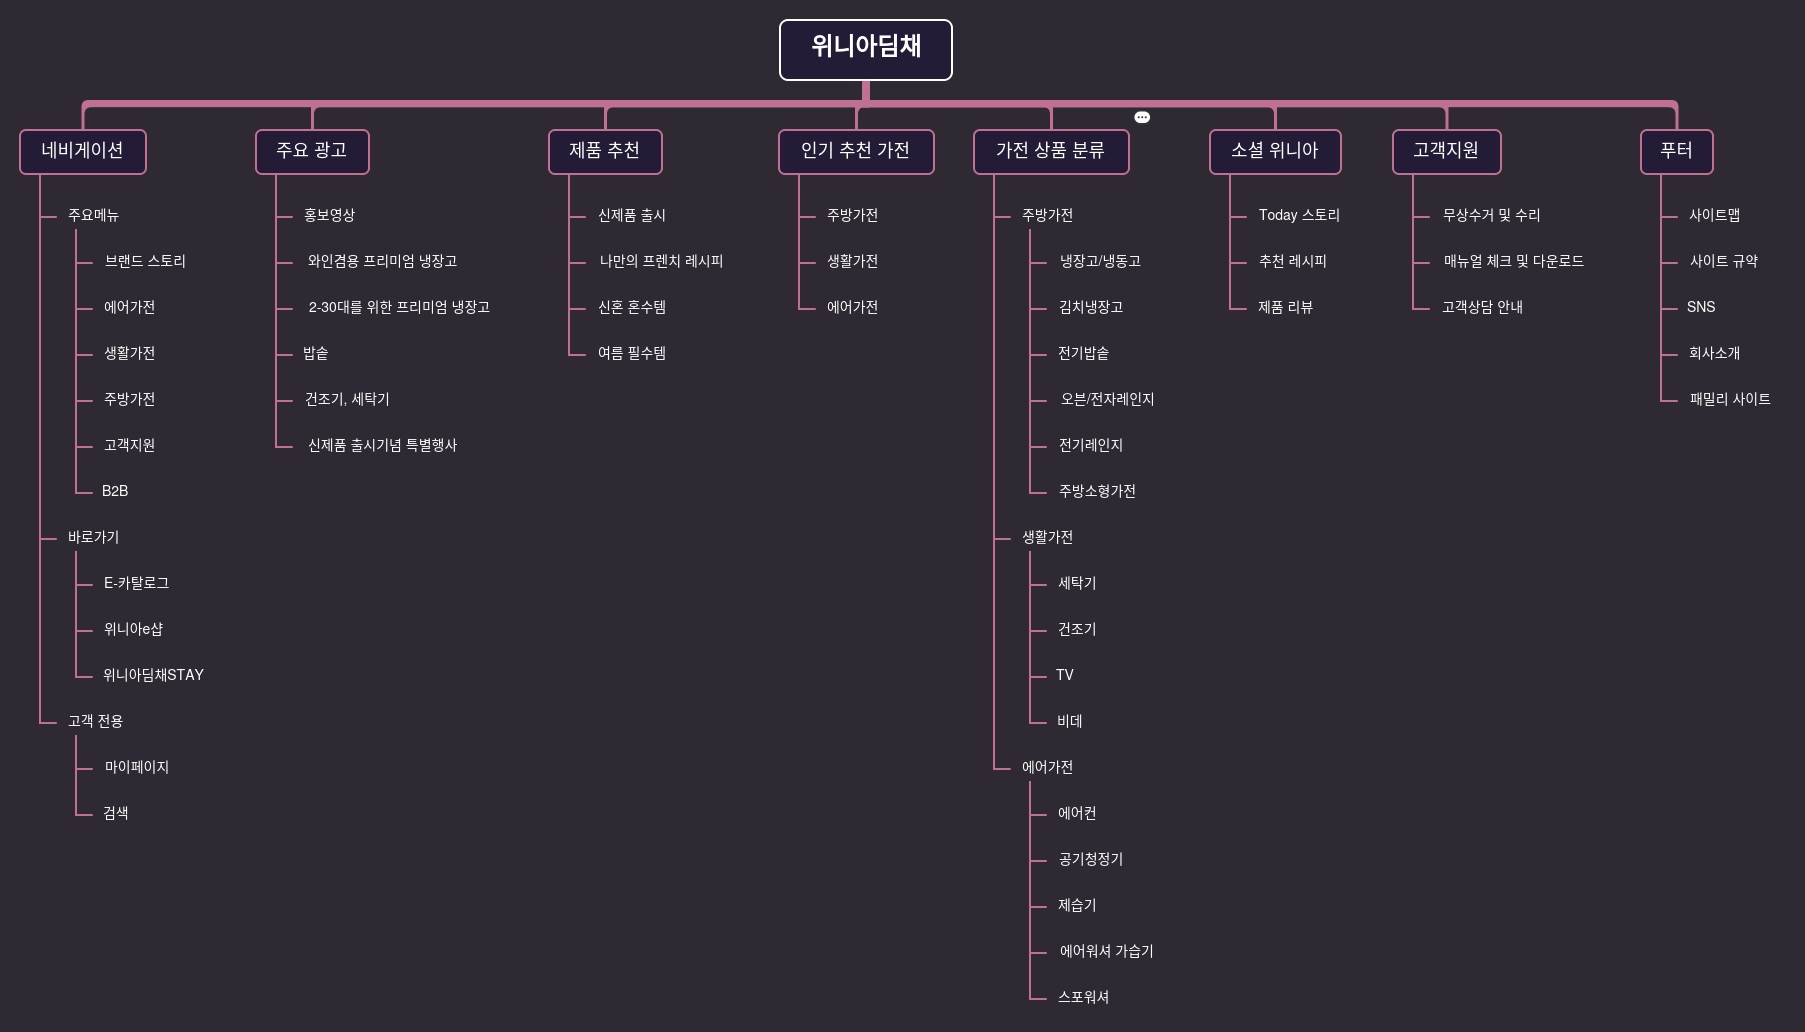 위니아딤채
네비게이션
주요메뉴
브랜드 스토리
에어가전
생활가전
주방가전
고객지원
B2B
바로가기
E-카탈로그
위니아e샵
위니아딤채STAY
고객 전용
마이페이지
검색
주요 광고
홍보영상
와인겸용 프리미엄 냉장고
2-30대를 위한 프리미엄 냉장고
밥솥
건조기, 세탁기
신제품 출시기념 특별행사
제품 추천
신제품 출시
나만의 프렌치 레시피
신혼 혼수템
여름 필수템
인기 추천 가전
주방가전
생활가전
에어가전
가전 상품 분류
주방가전
냉장고/냉동고
김치냉장고
전기밥솥
오븐/전자레인지
전기레인지
주방소형가전
생활가전
세탁기
건조기
TV
비데
에어가전
에어컨
공기청정기
제습기
에어워셔 가습기
스포워셔
소셜 위니아
Today 스토리
추천 레시피
제품 리뷰
고객지원
무상수거 및 수리
매뉴얼 체크 및 다운로드
고객상담 안내
푸터
사이트맵
사이트 규약
SNS
회사소개
패밀리 사이트